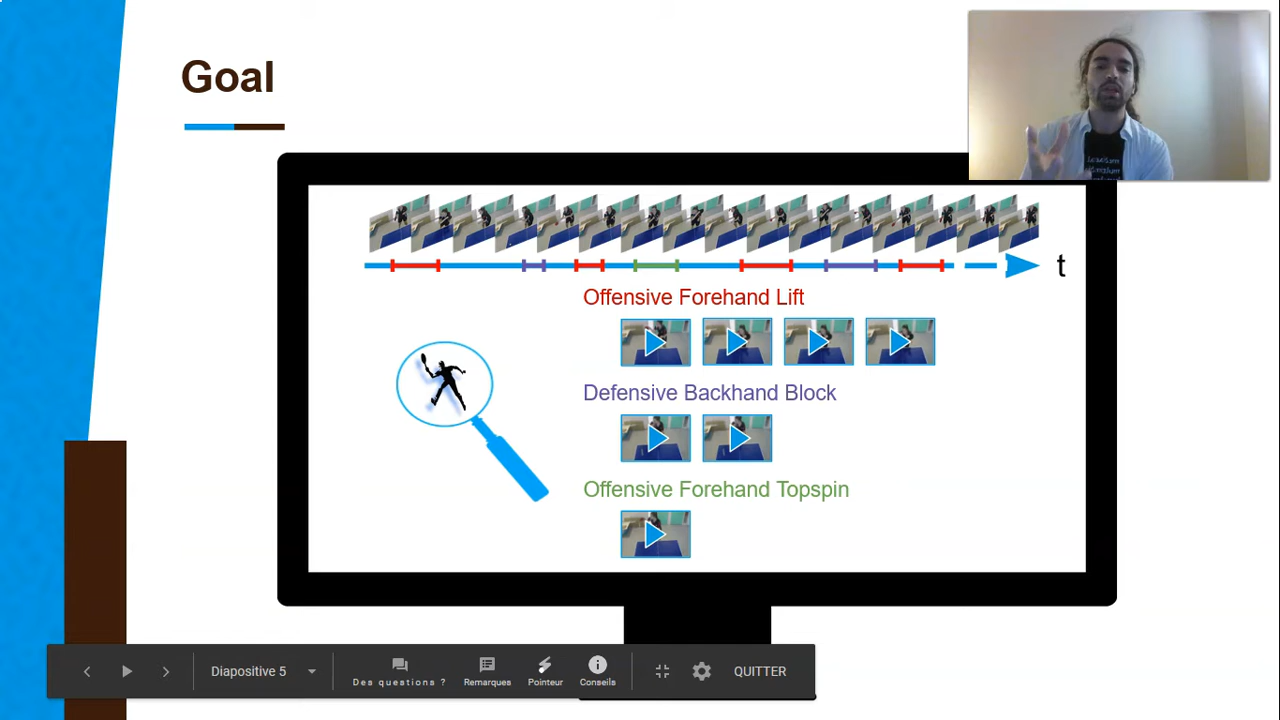 Goal
t
Offensive Forehand Lift
Defensive Backhand Block
Offensive Forehand Topspin
Diapositive 5
Des questions ?
Remarques
Pointeur
Conseils
QUITTER